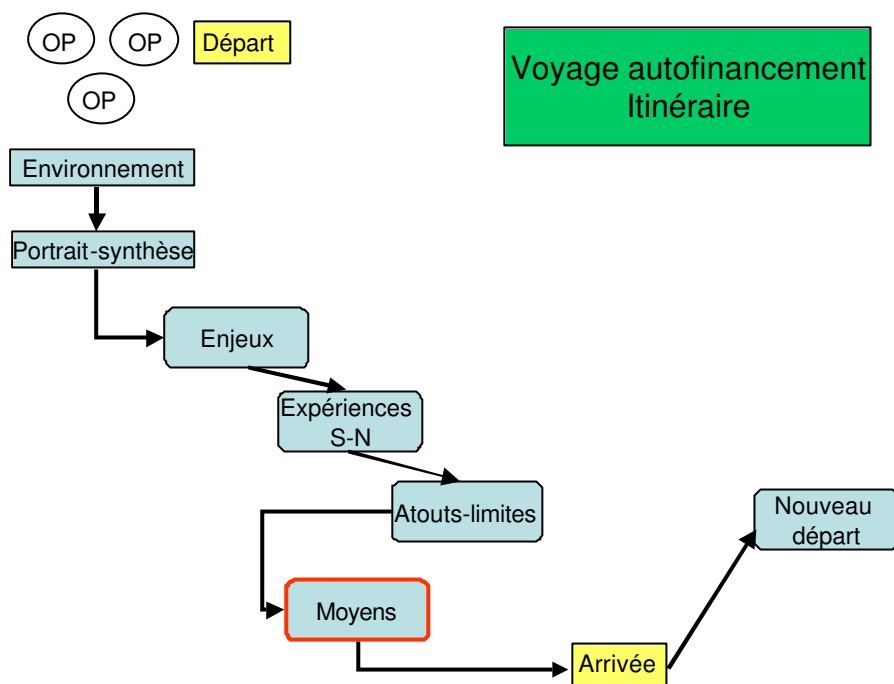 OP
OP
Départ
OP
Voyage autofinancement
Itinéraire
Environnement
Portrait-synthèse
Enjeux
Expériences
S-N
Atouts-limites
Nouveau
départ
Moyens
Arrivée